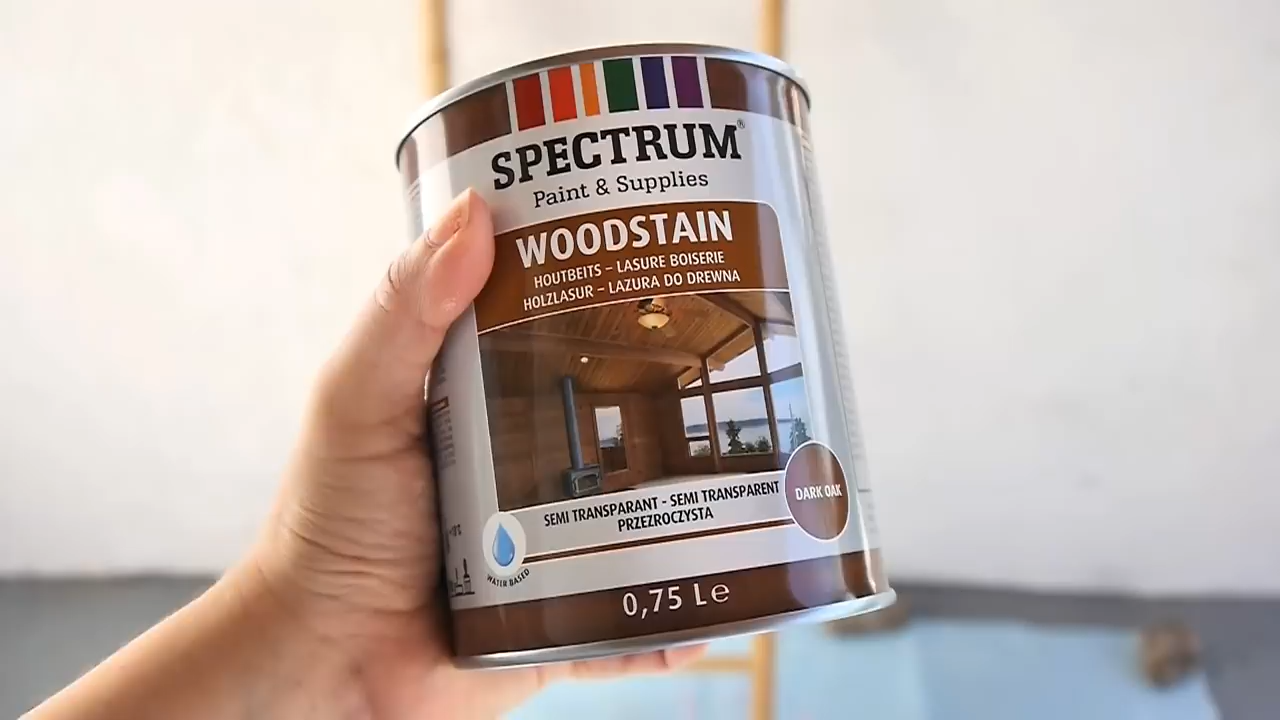 SPECTRUM®
Paint & Supplies
WOODSTAIN
HOUTBEITS – LASURE BOISERIE
HOLZLASUR – LAZURA DO DREWNA
SEMI TRANSPARANT - SEMI TRANSPARENT
PRZEZROCZYSTA
DARK OAK
WATER BASED
0,75 L℮